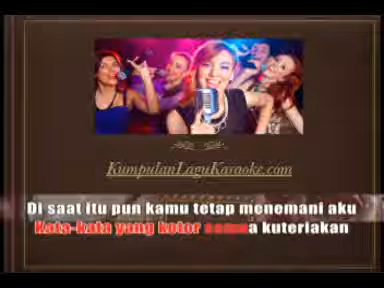 KumpulanLaguKaraoke.com
Di saat itu pun kamu tetap menemani aku
Kata-kata yang kotor semua kuteriakan